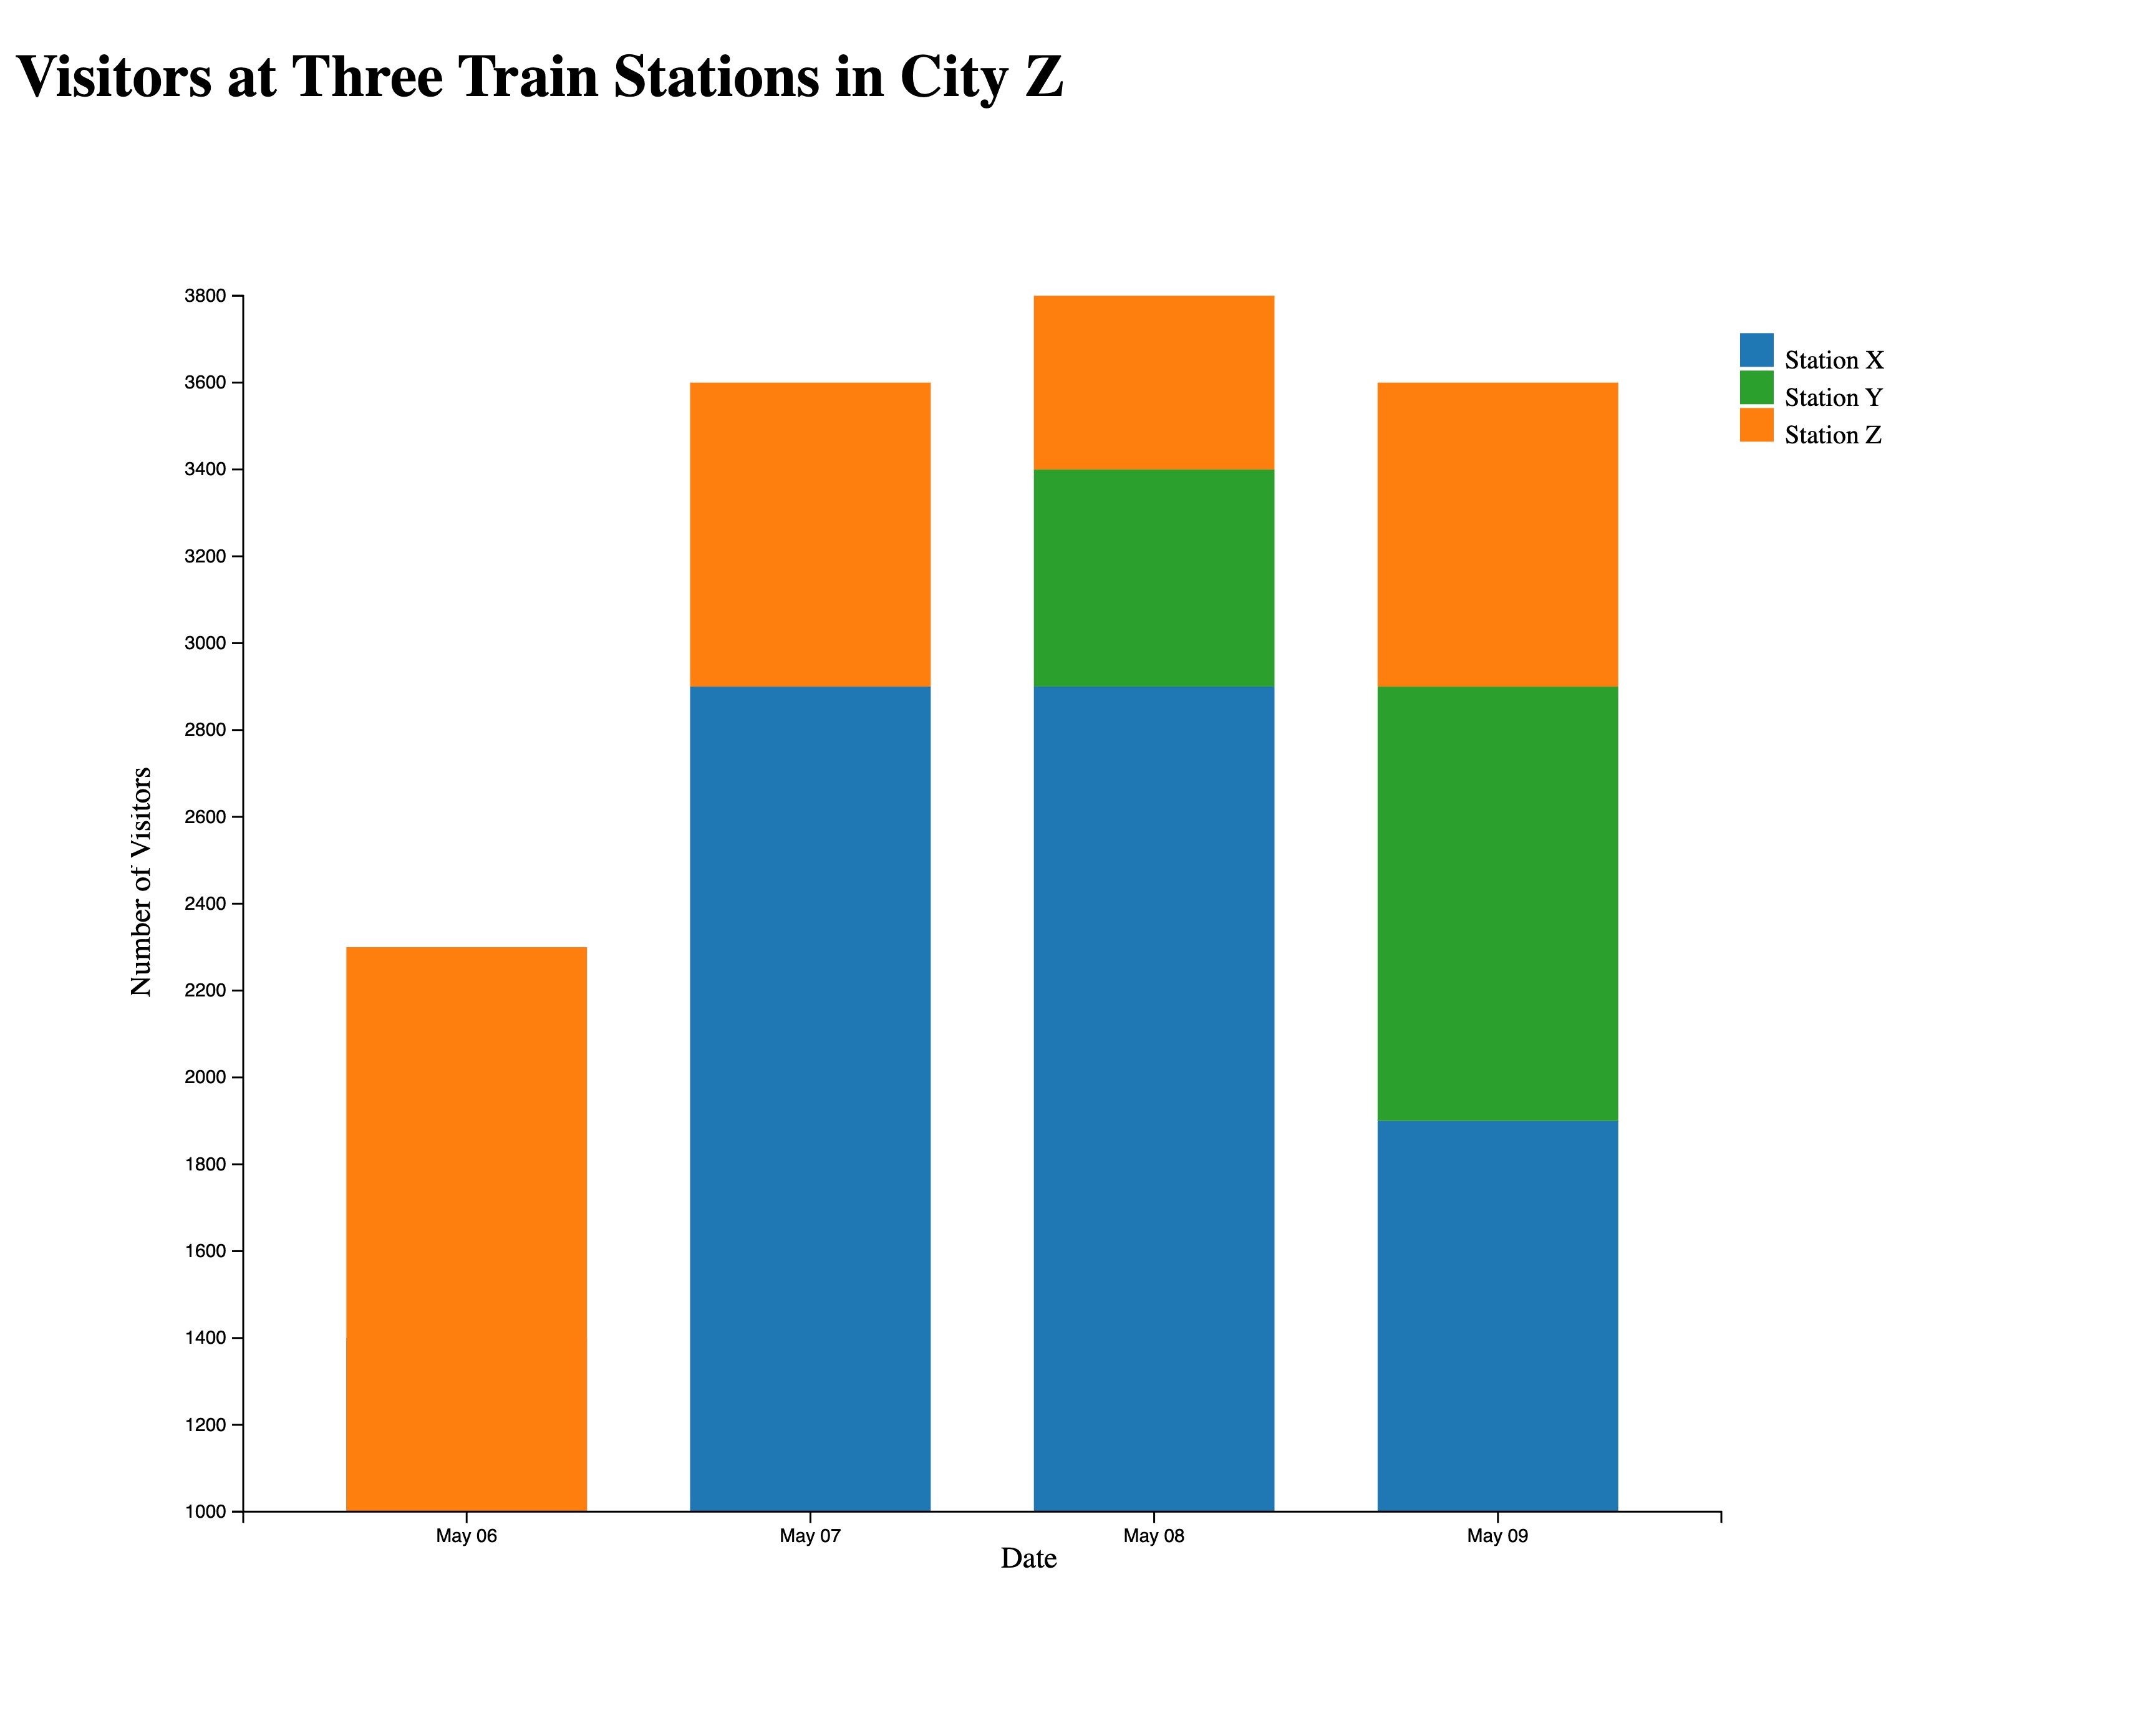 Visitors at Three Train Stations in City Z
3800
3600
3400
3200
3000
2800
2600
2400
2200
2000
1800
1600
1400
1200
1000
Number of Visitors
May 06
May 07
May 08
May 09
Date
Station X
Station Y
Station Z